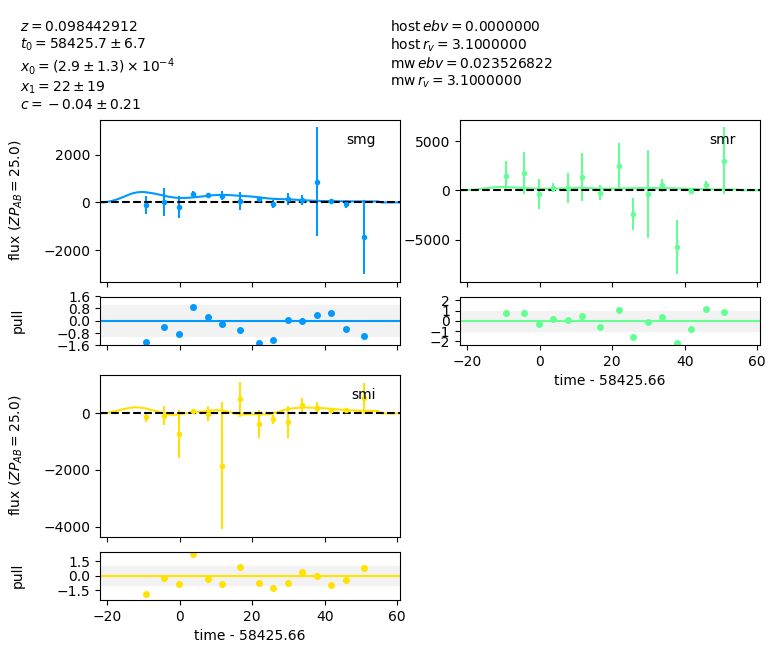 z = 0.098442912
t₀ = 58425.7 ± 6.7
x₀ = (2.9 ± 1.3) × 10⁻⁴
x₁ = 22 ± 19
c = −0.04 ± 0.21
host ebv = 0.0000000
host r_v = 3.1000000
mw ebv = 0.023526822
mw r_v = 3.1000000
smg
flux (ZP_AB = 25.0)
2000
0
−2000
smr
5000
0
−5000
pull
1.6
0.8
0.0
−0.8
−1.6
2
1
0
−1
−2
−20 0 20 40 60
time - 58425.66
smi
flux (ZP_AB = 25.0)
0
−2000
−4000
pull
1.5
0.0
−1.5
−20 0 20 40 60
time - 58425.66